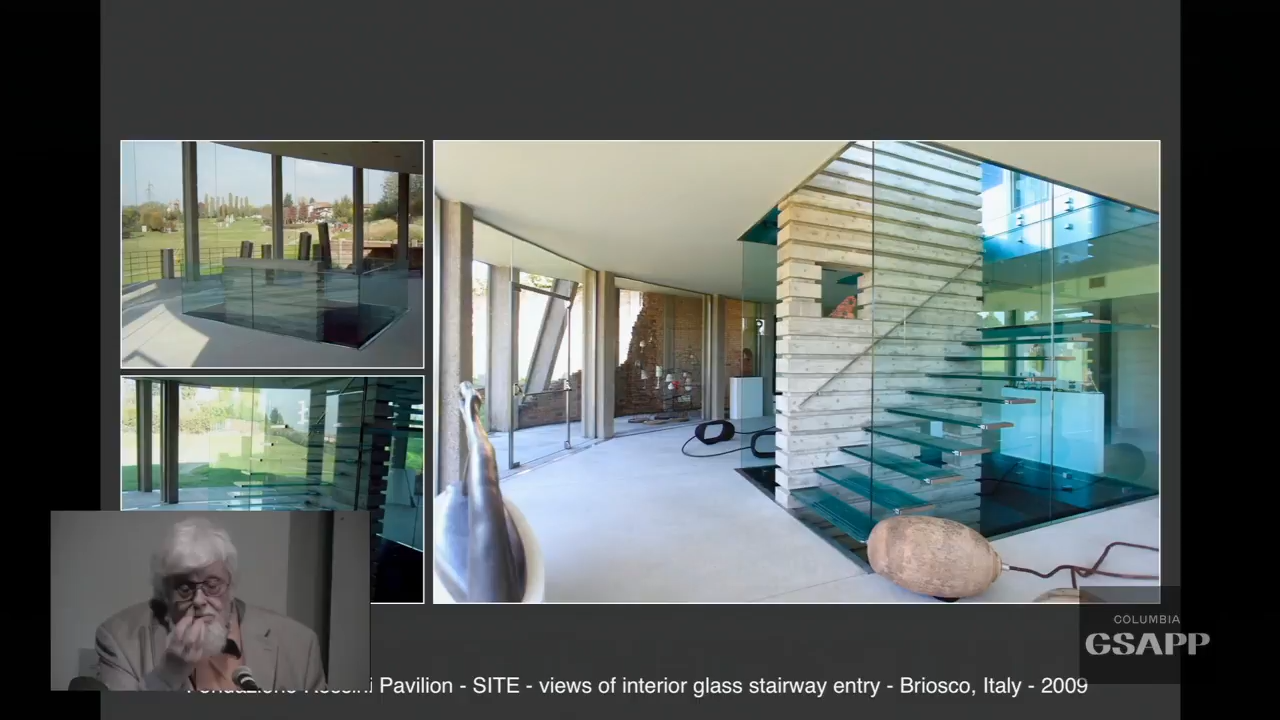 COLUMBIA
GSAPP
Pavilion - SITE - views of interior glass stairway entry - Briosco, Italy - 2009